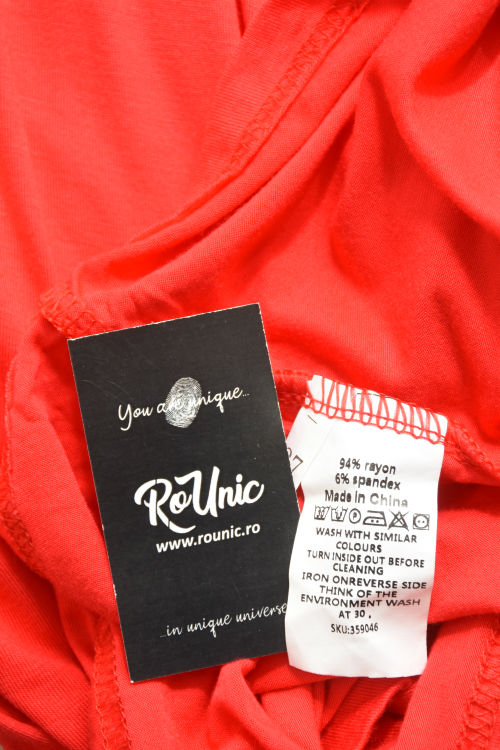 You are unique...
RoUnic
www.rounic.ro
...in unique universe
94% rayon
6% spandex
Made in China
WASH WITH SIMILAR
COLOURS
TURN INSIDE OUT BEFORE
CLEANING
IRON ONREVERSE SIDE
THINK OF THE
ENVIRONMENT WASH
AT 30 ,
SKU:359046